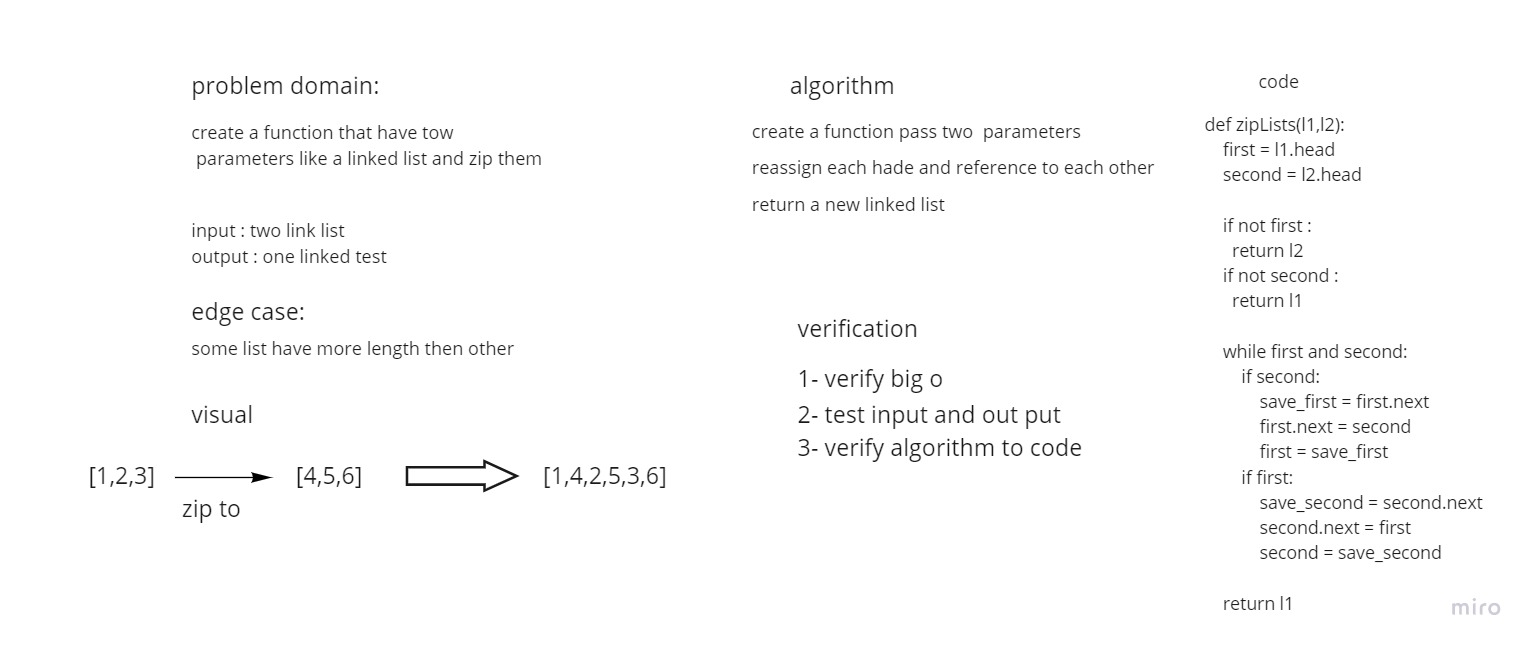 problem domain:
create a function that have tow
parameters like a linked list and zip them
input : two link list
output : one linked test
edge case:
some list have more length then other
visual
[1,2,3]
zip to
[4,5,6]
[1,4,2,5,3,6]
algorithm
create a function pass two  parameters
reassign each hade and reference to each other
return a new linked list
verification
1- verify big o
2- test input and out put
3- verify algorithm to code
code
def zipLists(l1,l2):
    first = l1.head
    second = l2.head
    if not first :
      return l2
    if not second :
      return l1
    while first and second:
        if second:
            save_first = first.next
            first.next = second
            first = save_first
        if first:
            save_second = second.next
            second.next = first
            second = save_second
    return l1
miro